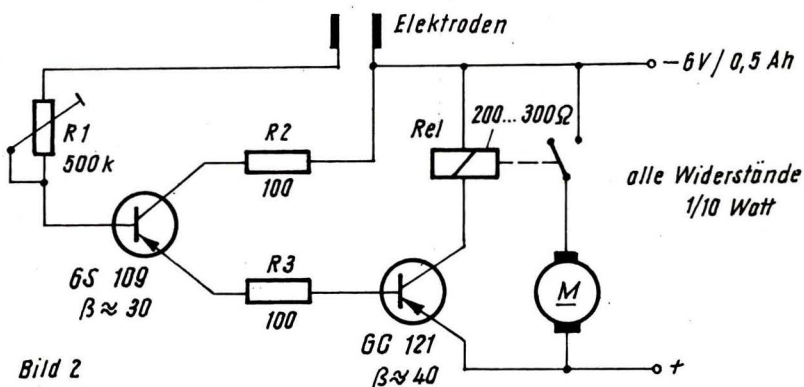 Elektroden
−6V/0,5 Ah
R1
500k
R2
100
Rel
200...300Ω
alle Widerstände
1/10 Watt
GS 109
β≈30
R3
100
GC 121
β≈40
M
+
Bild 2